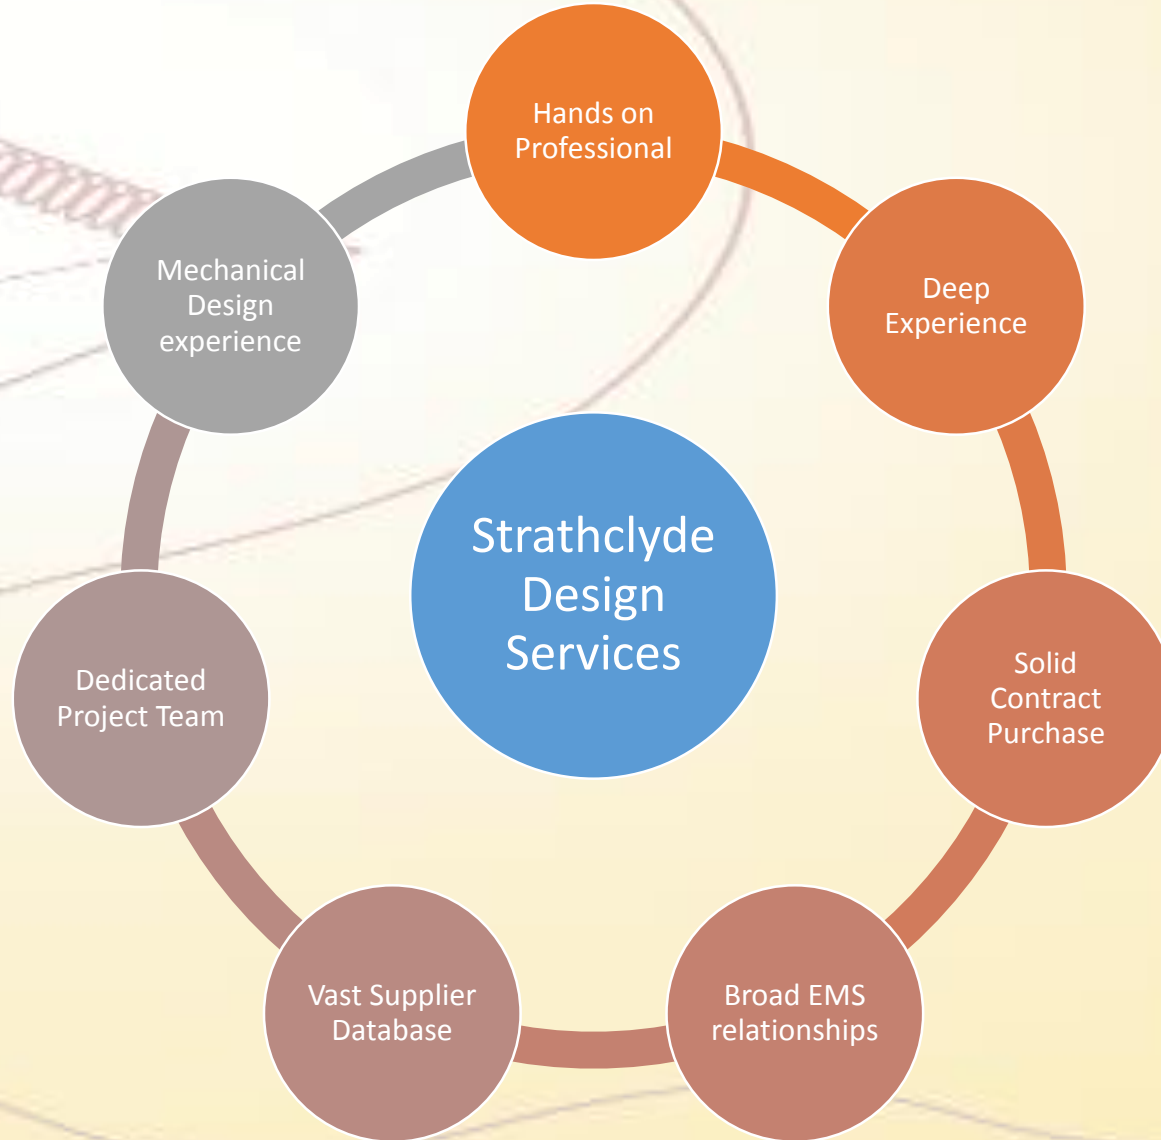 Hands on
Professional
Deep
Experience
Solid
Contract
Purchase
Broad EMS
relationships
Vast Supplier
Database
Dedicated
Project Team
Mechanical
Design
experience
Strathclyde
Design
Services